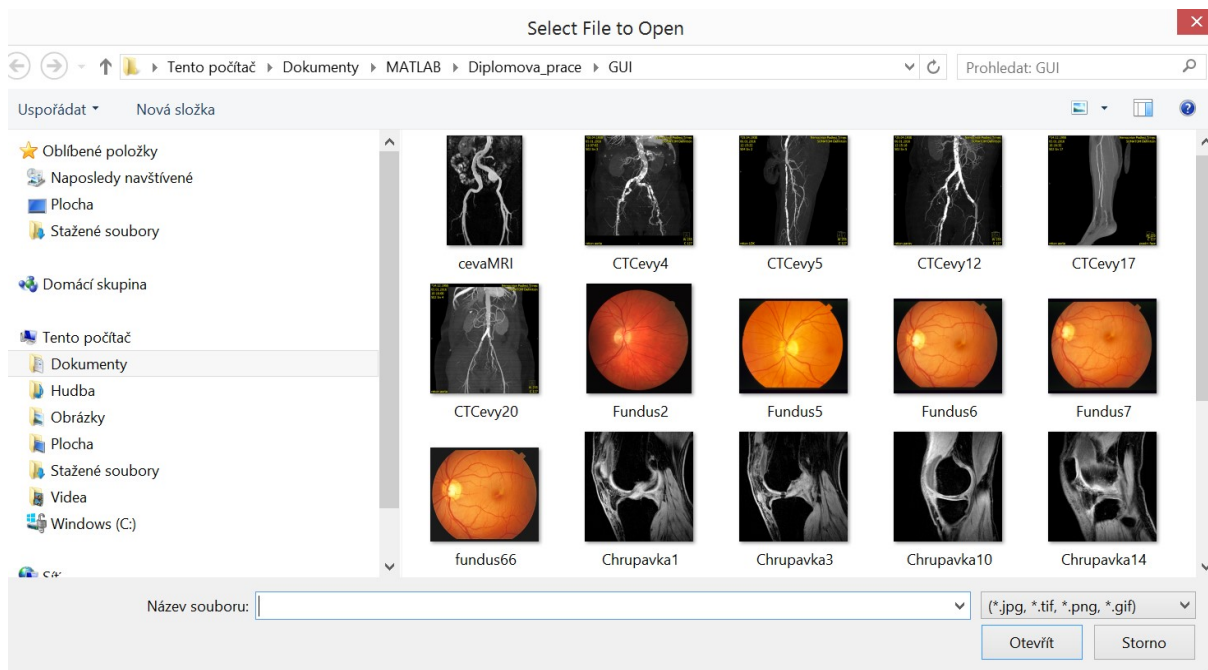 Select File to Open
Tento počítač Dokumenty MATLAB Diplomova_prace GUI
Prohledat: GUI
Uspořádat
Nová složka
Oblíbené položky
Naposledy navštívené
Plocha
Stažené soubory
Domácí skupina
Tento počítač
Dokumenty
Hudba
Obrázky
Plocha
Stažené soubory
Videa
Windows (C:)
cevaMRI CTCevy4 CTCevy5 CTCevy12 CTCevy17
CTCevy20 Fundus2 Fundus5 Fundus6 Fundus7
fundus66 Chrupavka1 Chrupavka3 Chrupavka10 Chrupavka14
Název souboru:
(*.jpg, *.tif, *.png, *.gif)
Otevřít Storno